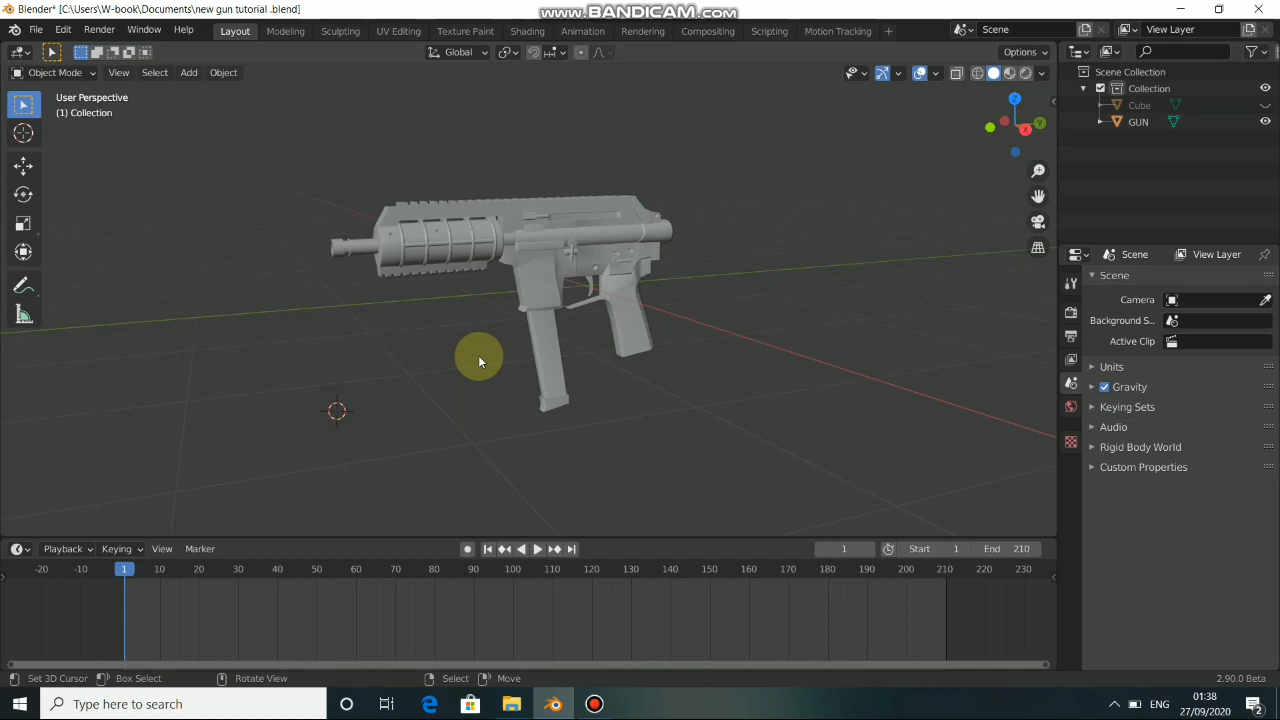 Blender* [C:\Users\W-book\Documents\new gun tutorial .blend]
www.BANDICAM.com
File Edit Render Window Help Layout Modeling Sculpting UV Editing Texture Paint Shading Animation Rendering Compositing Scripting + Scene View Layer
Global Options
Object Mode View Select Add Object
User Perspective
(1) Collection
Z
Y
X
Scene Collection
Collection
Cube
GUN
Scene View Layer
Scene
Camera
Background S...
Active Clip
Units
Gravity
Keying Sets
Audio
Rigid Body World
Custom Properties
Playback Keying View Marker 1 Start 1 End 210
-20 -10 1 10 20 30 40 50 60 70 80 90 100 110 120 130 140 150 160 170 180 190 200 210 220 230
Set 3D Cursor Box Select Rotate View Select Move 2.90.0 Beta
Type here to search
ENG
01:38
27/09/2020
2